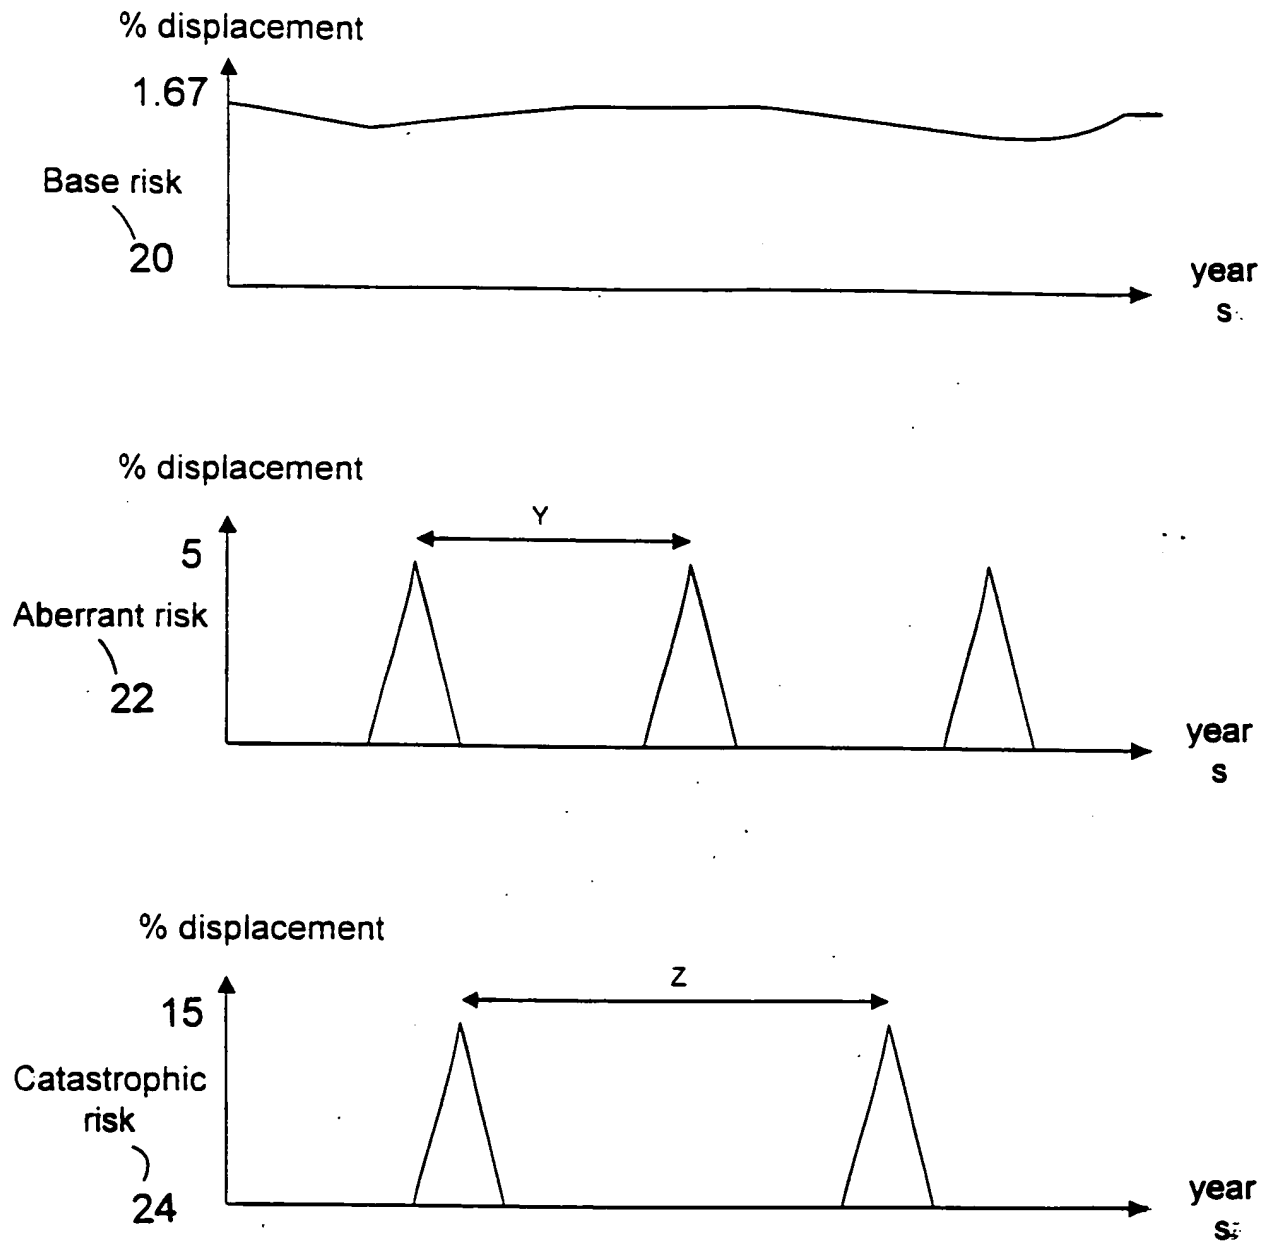 % displacement
1.67
Base risk
20
year
s
% displacement
Y
5
Aberrant risk
22
year
s
% displacement
Z
15
Catastrophic
risk
24
year
s